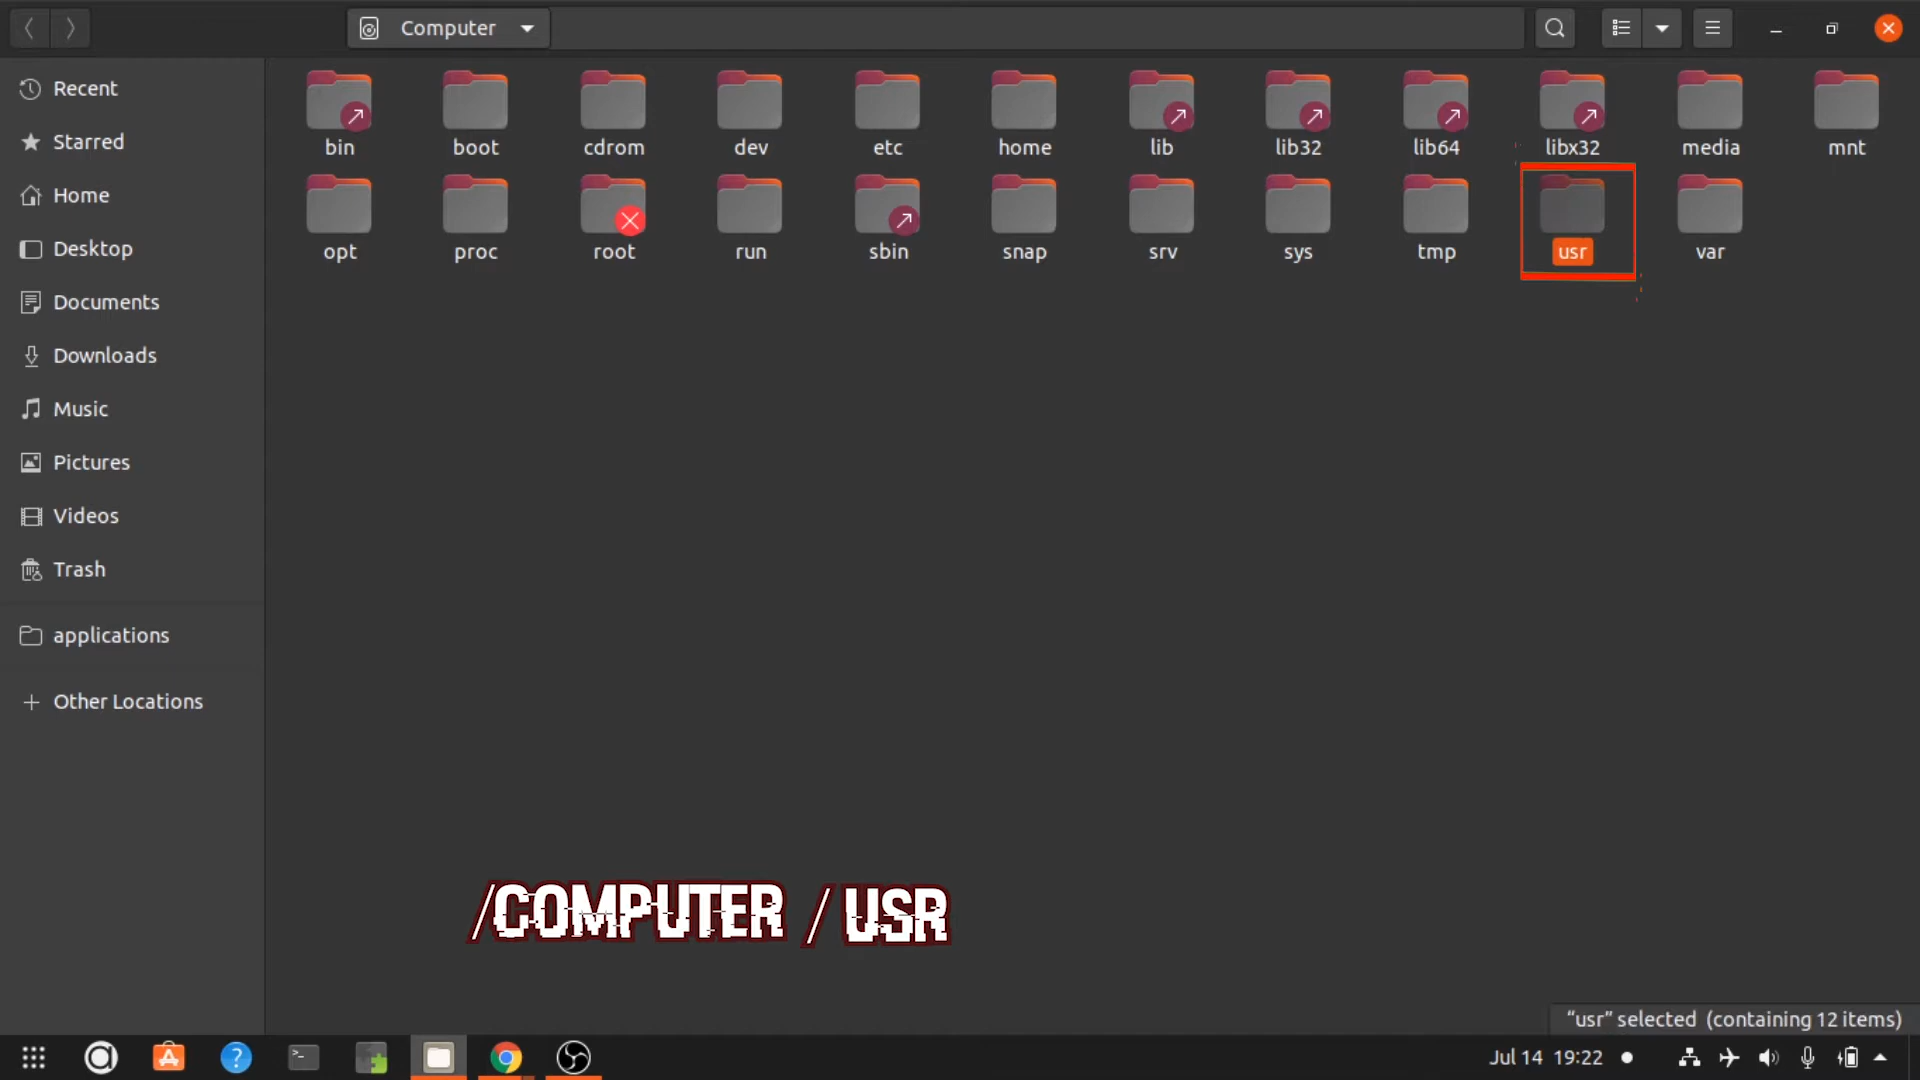 Computer
Recent
Starred
Home
Desktop
Documents
Downloads
Music
Pictures
Videos
Trash
applications
Other Locations
bin boot cdrom dev etc home lib lib32 lib64 libx32 media mnt
opt proc root run sbin snap srv sys tmp usr var
/COMPUTER / USR
“usr” selected (containing 12 items)
Jul 14 19:22